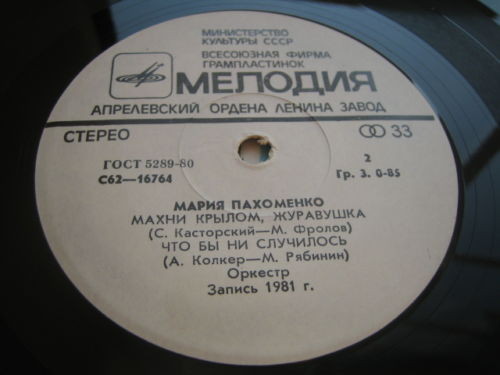 МИНИСТЕРСТВО
КУЛЬТУРЫ СССР
ВСЕСОЮЗНАЯ ФИРМА
ГРАМПЛАСТИНОК
МЕЛОДИЯ
АПРЕЛЕВСКИЙ ОРДЕНА ЛЕНИНА ЗАВОД
СТЕРЕО
33
ГОСТ 5289-80
2
С62—16764
Гр. 3. 0-85
МАРИЯ ПАХОМЕНКО
МАХНИ КРЫЛОМ, ЖУРАВУШКА
(С. Касторский—М. Фролов)
ЧТО БЫ НИ СЛУЧИЛОСЬ
(А. Колкер—М. Рябинин)
Оркестр
Запись 1981 г.